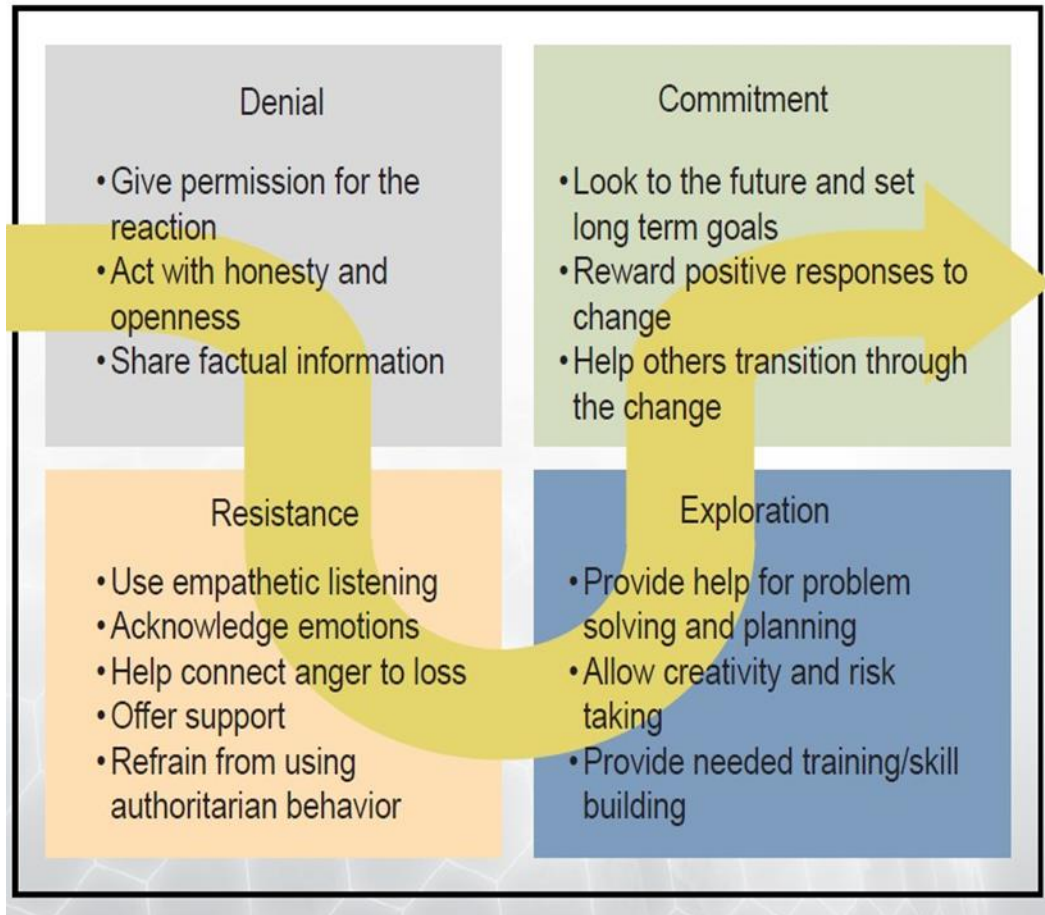 Denial
• Give permission for the
reaction
• Act with honesty and
openness
• Share factual information
Resistance
• Use empathetic listening
• Acknowledge emotions
• Help connect anger to loss
• Offer support
• Refrain from using
authoritarian behavior
Exploration
• Provide help for problem
solving and planning
• Allow creativity and risk
taking
• Provide needed training/skill
building
Commitment
• Look to the future and set
long term goals
• Reward positive responses to
change
• Help others transition through
the change